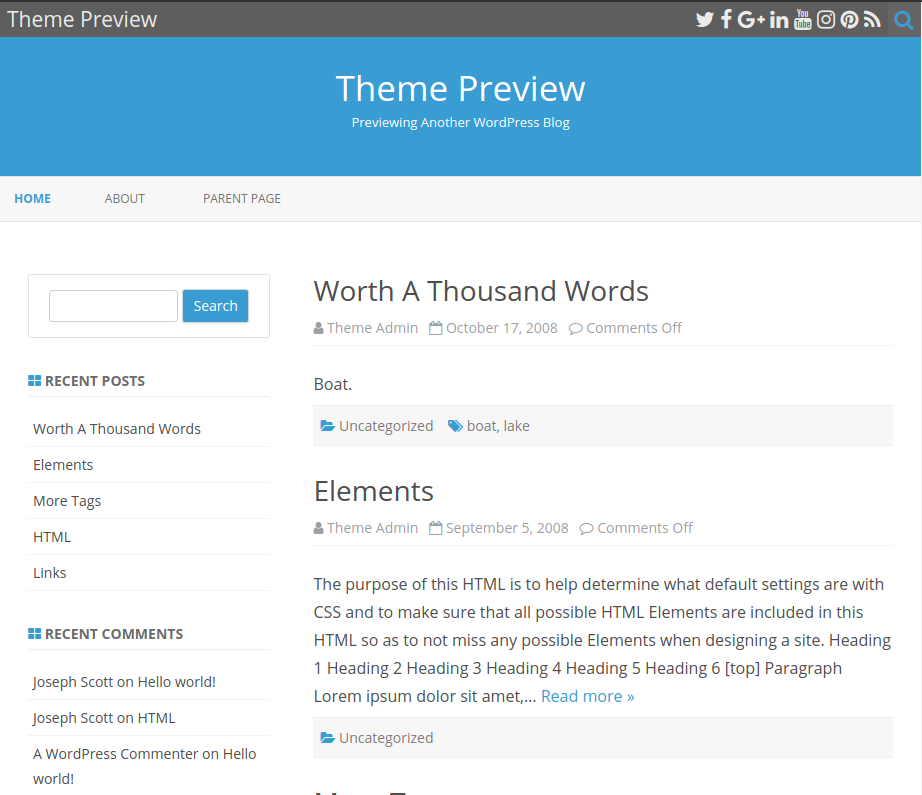 Theme Preview
Theme Preview
Previewing Another WordPress Blog
HOME
ABOUT
PARENT PAGE
Search
RECENT POSTS
Worth A Thousand Words
Elements
More Tags
HTML
Links
RECENT COMMENTS
Joseph Scott on Hello world!
Joseph Scott on HTML
A WordPress Commenter on Hello
world!
Worth A Thousand Words
Theme Admin October 17, 2008 Comments Off
Boat.
Uncategorized boat, lake
Elements
Theme Admin September 5, 2008 Comments Off
The purpose of this HTML is to help determine what default settings are with
CSS and to make sure that all possible HTML Elements are included in this
HTML so as to not miss any possible Elements when designing a site. Heading
1 Heading 2 Heading 3 Heading 4 Heading 5 Heading 6 [top] Paragraph
Lorem ipsum dolor sit amet,... Read more »
Uncategorized